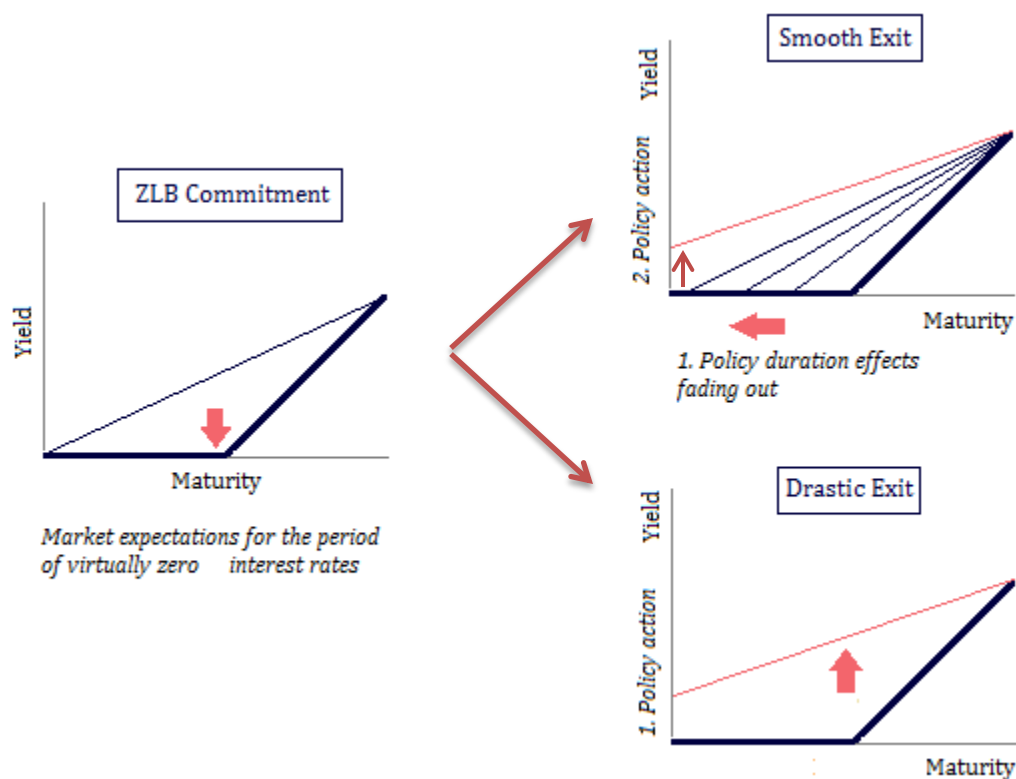 ZLB Commitment
Yield
Maturity
Market expectations for the period
of virtually zero interest rates
Smooth Exit
Yield
2. Policy action
Maturity
1. Policy duration effects
fading out
Drastic Exit
Yield
1. Policy action
Maturity